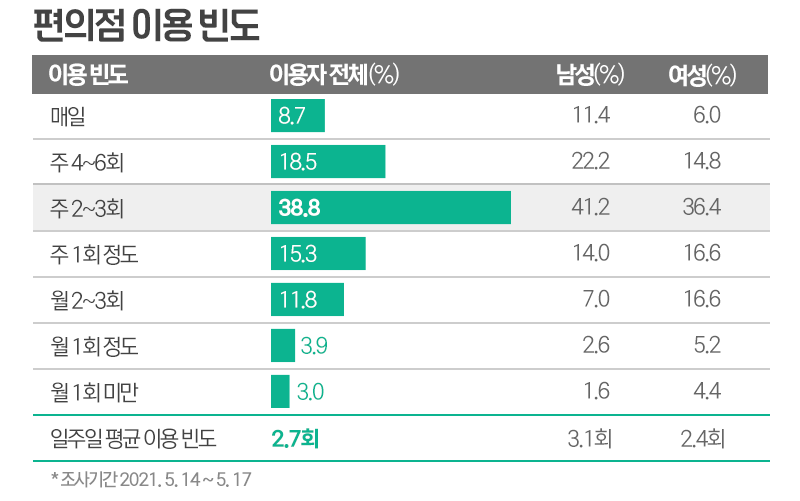 편의점 이용 빈도
이용 빈도 이용자 전체(%) 남성(%) 여성(%)
매일 8.7 11.4 6.0
주 4~6회 18.5 22.2 14.8
주 2~3회 38.8 41.2 36.4
주 1회 정도 15.3 14.0 16.6
월 2~3회 11.8 7.0 16.6
월 1회 정도 3.9 2.6 5.2
월 1회 미만 3.0 1.6 4.4
일주일 평균 이용 빈도 2.7회 3.1회 2.4회
* 조사기간 2021. 5. 14 ~ 5. 17